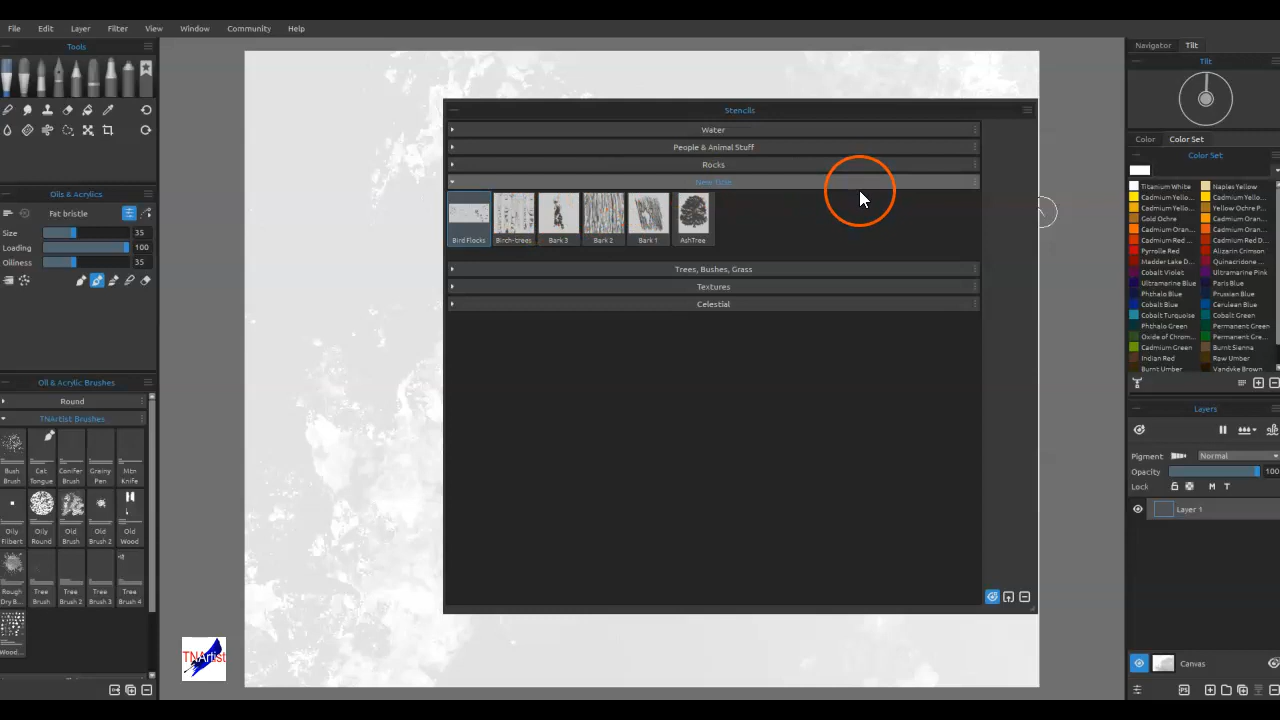 File Edit Layer Filter View Window Community Help
Tools
Oils & Acrylics
Fat bristle
Size 35
Loading 100
Oiliness 35
Oil & Acrylic Brushes
Round
TNArtist Brushes
Bush Brush
Cat Tongue
Conifer Brush
Grainy Pen
Mtn Knife
Oily Filbert
Oily Round
Old Brush
Old Brush 2
Old Wood
Rough Dry B...
Tree Brush
Tree Brush 2
Tree Brush 3
Tree Brush 4
Wood...
TNArtist
Stencils
Water
People & Animal Stuff
Rocks
New Title
Bird Flocks
Birch-trees
Bark 3
Bark 2
Bark 1
AshTree
Trees, Bushes, Grass
Textures
Celestial
Navigator Tilt
Tilt
Color Color Set
Color Set
Titanium White Naples Yellow
Cadmium Yello... Cadmium Yello...
Cadmium Yello... Yellow Ochre P...
Gold Ochre Cadmium Oran...
Cadmium Oran... Cadmium Oran...
Cadmium Red ... Cadmium Red ...
Pyrrolle Red Alizarin Crimson
Madder Lake D... Quinacridone ...
Cobalt Violet Ultramarine Pink
Ultramarine Blue Paris Blue
Phthalo Blue Prussian Blue
Cobalt Blue Cerulean Blue
Cobalt Turquoise Cobalt Green
Phthalo Green Permanent Green
Oxide of Chrom... Permanent Gre...
Cadmium Green Burnt Sienna
Indian Red Raw Umber
Burnt Umber Vandyke Brown
Layers
Pigment Normal
Opacity 100
Lock M T
Layer 1
Canvas
PS